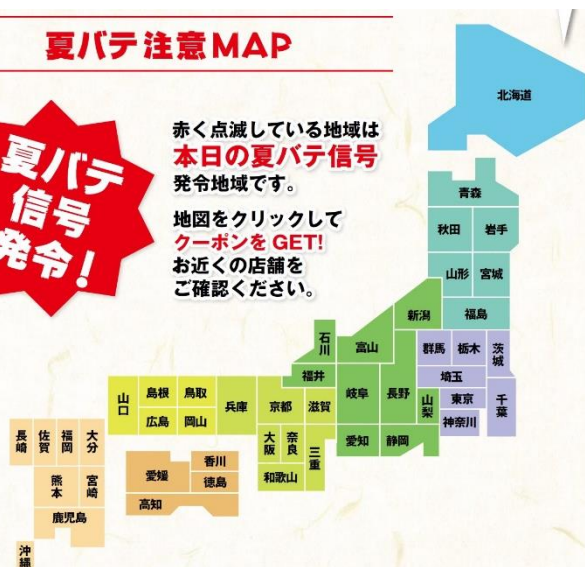 夏バテ注意MAP
夏バテ
信号
発令!
赤く点滅している地域は
本日の夏バテ信号
発令地域です。
地図をクリックして
クーポンをGET!
お近くの店舗を
ご確認ください。
北海道
青森
秋田
岩手
山形
宮城
福島
新潟
石川
富山
福井
岐阜
長野
山梨
愛知
静岡
群馬
栃木
茨城
埼玉
東京
千葉
神奈川
山口
島根
鳥取
広島
岡山
兵庫
京都
滋賀
大阪
奈良
三重
和歌山
香川
愛媛
徳島
高知
長崎
佐賀
福岡
大分
熊本
宮崎
鹿児島
沖縄